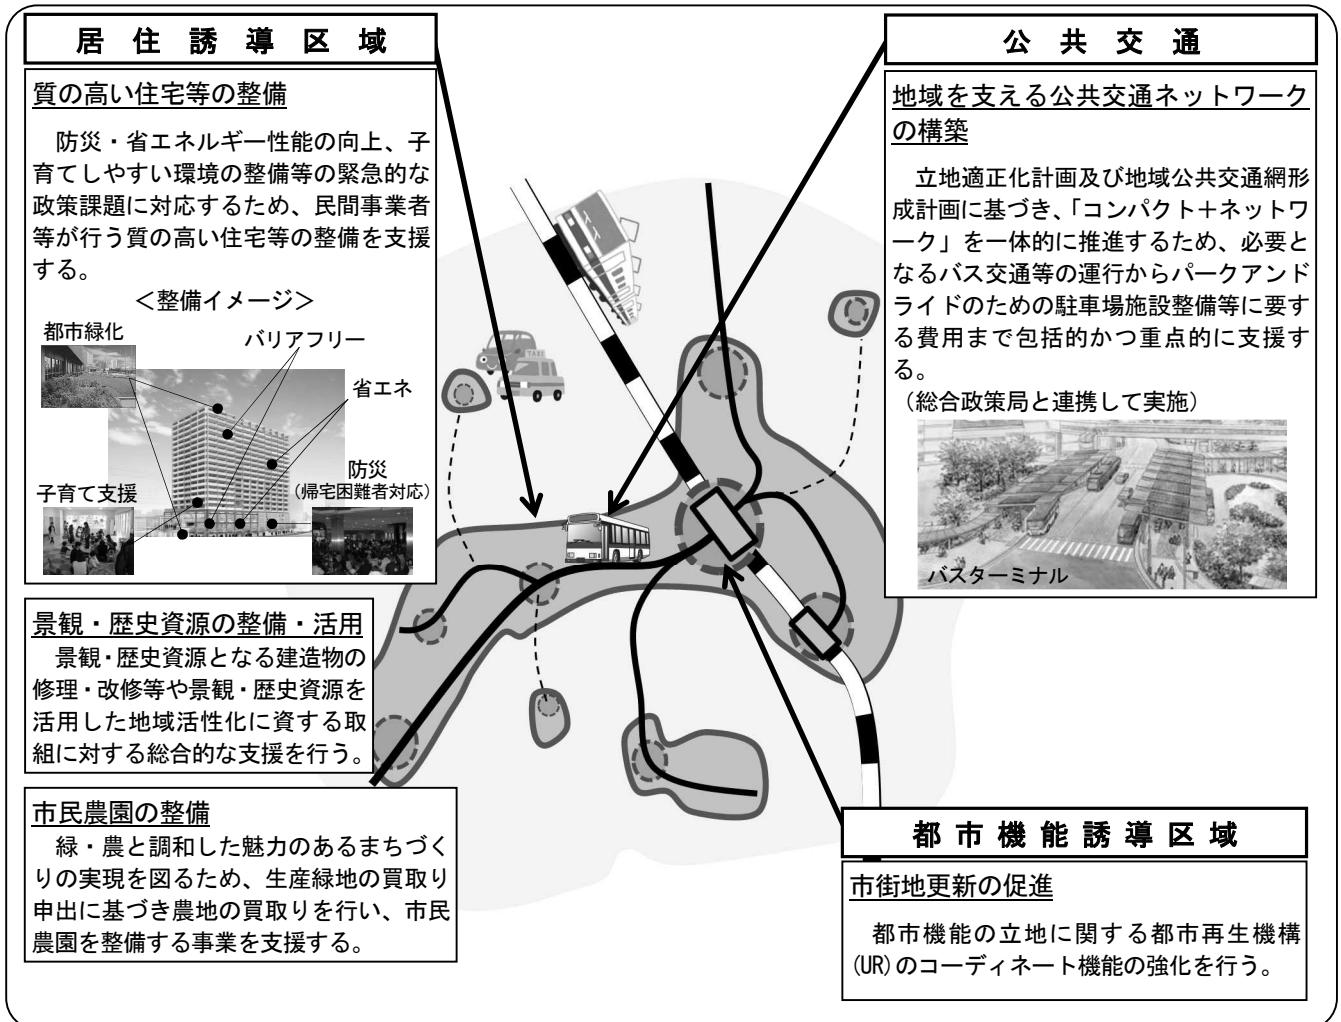 居住誘導区域
質の高い住宅等の整備
防災・省エネルギー性能の向上、子
育てしやすい環境の整備等の緊急的な
政策課題に対応するため、民間事業者
等が行う質の高い住宅等の整備を支援
する。
＜整備イメージ＞
都市緑化
バリアフリー
省エネ
防災
(帰宅困難者対応)
子育て支援
景観・歴史資源の整備・活用
景観・歴史資源となる建造物の
修理・改修等や景観・歴史資源を
活用した地域活性化に資する取
組に対する総合的な支援を行う。
市民農園の整備
緑・農と調和した魅力のあるまちづく
りの実現を図るため、生産緑地の買取り
申出に基づき農地の買取りを行い、市民
農園を整備する事業を支援する。
TAXI
公共交通
地域を支える公共交通ネットワーク
の構築
立地適正化計画及び地域公共交通網形
成計画に基づき、「コンパクト＋ネットワ
ーク」を一体的に推進するため、必要と
なるバス交通等の運行からパークアンド
ライドのための駐車場施設整備等に要す
る費用まで包括的かつ重点的に支援す
る。
（総合政策局と連携して実施）
バスターミナル
都市機能誘導区域
市街地更新の促進
都市機能の立地に関する都市再生機構
(UR)のコーディネート機能の強化を行う。